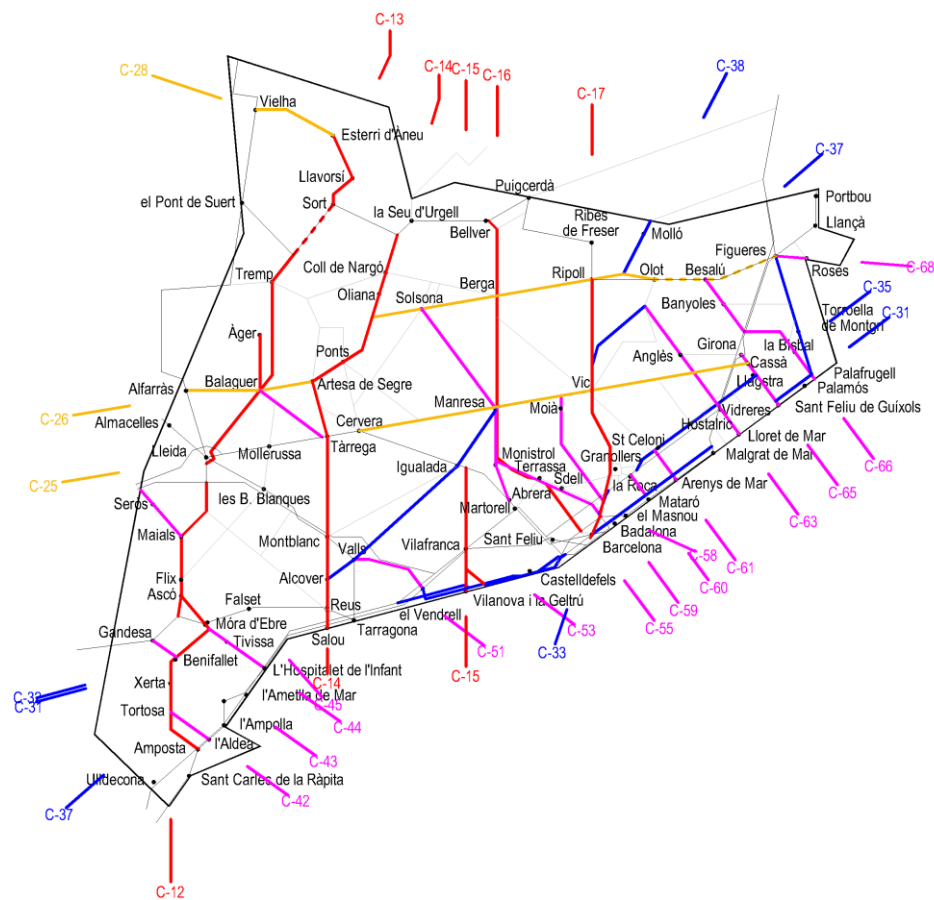 C-13
C-14
C-15
C-16
C-38
C-28
Vielha
C-17
Esterri d'Àneu
C-37
Llavorsí
el Pont de Suert
Sort
la Seu d'Urgell
Puigcerdà
Bellver
Ribes
de Freser
Molló
Portbou
Llançà
Figueres
Roses
C-68
Tremp
Coll de Nargó
Oliana
Solsona
Berga
Ripoll
Olot
Besalú
Banyoles
C-35
C-31
Torroella
de Montgrí
Àger
Ponts
Anglès
Girona
la Bisbal
Cassà
Palafrugell
Palamós
Alfarràs
Balaguer
Artesa de Segre
Vic
Llagstra
Sant Feliu de Guíxols
C-26
Almacelles
Cervera
Manresa
Moià
Vidreres
Hostalric
Lleida
Mollerussa
Tàrrega
St Celoni
Lloret de Mar
Malgrat de Mar
C-66
C-25
Igualada
Monistrol
Terrassa
Granollers
Sdell
la Roca
Arenys de Mar
C-65
Seròs
les B. Blanques
Abrera
Martorell
Mataró
el Masnou
C-63
Maials
Montblanc
Valls
Vilafranca
Sant Feliu
Badalona
Barcelona
C-58
C-61
Flix
Ascó
Alcover
Castelldefels
C-60
Falset
Reus
Vilanova i la Geltrú
C-59
Móra d'Ebre
Gandesa
Tivissa
Salou
Tarragona
el Vendrell
C-53
C-55
Benifallet
C-51
C-33
Xerta
L'Hospitalet de l'Infant
C-14
C-15
l'Ametlla de Mar
C-45
C-32
C-31
Tortosa
l'Ampolla
C-44
Amposta
l'Aldea
C-43
Ulldecona
Sant Carles de la Ràpita
C-42
C-37
C-12